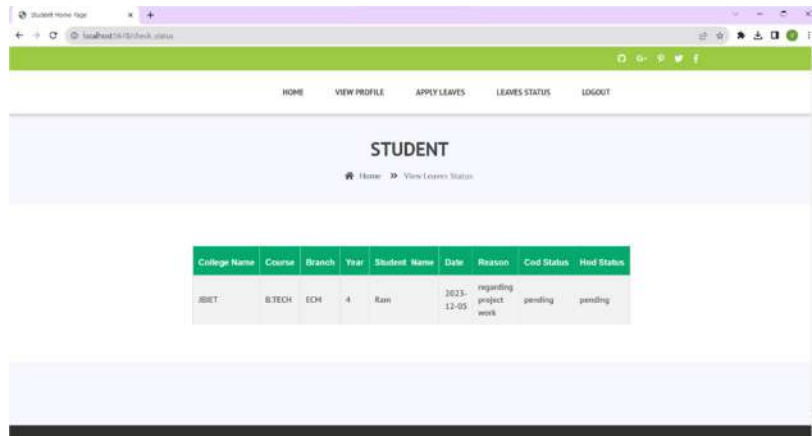 Student Home Page
HOME VIEW PROFILE APPLY LEAVES LEAVES STATUS LOGOUT
STUDENT
Home » View Leaves Status
College Name Course Branch Year Student Name Date Reason Cod Status Hod Status
JBIET B.TECH ECM 4 Ram 2023-12-05 regarding project work pending pending